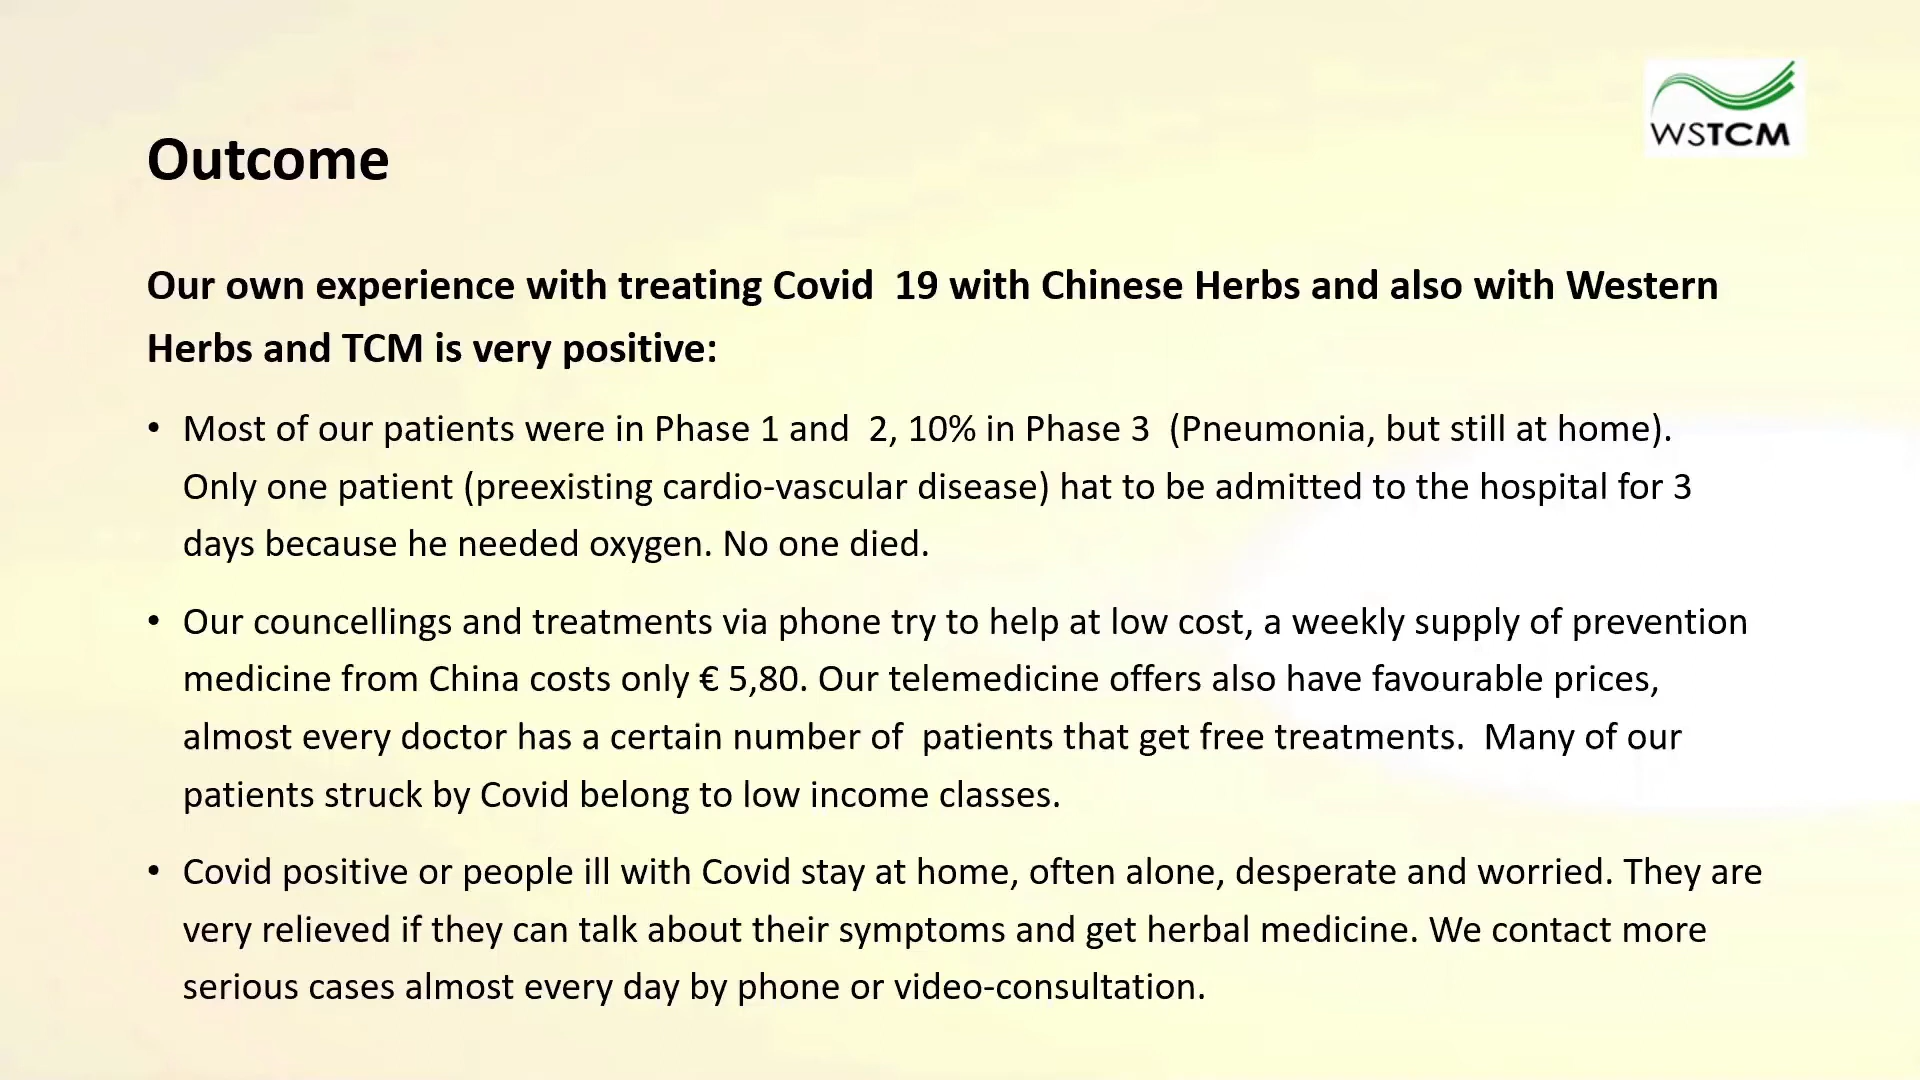 WSTCM
Outcome
Our own experience with treating Covid  19 with Chinese Herbs and also with Western
Herbs and TCM is very positive:
• Most of our patients were in Phase 1 and  2, 10% in Phase 3  (Pneumonia, but still at home).
Only one patient (preexisting cardio-vascular disease) hat to be admitted to the hospital for 3
days because he needed oxygen. No one died.
• Our councellings and treatments via phone try to help at low cost, a weekly supply of prevention
medicine from China costs only € 5,80. Our telemedicine offers also have favourable prices,
almost every doctor has a certain number of  patients that get free treatments.  Many of our
patients struck by Covid belong to low income classes.
• Covid positive or people ill with Covid stay at home, often alone, desperate and worried. They are
very relieved if they can talk about their symptoms and get herbal medicine. We contact more
serious cases almost every day by phone or video-consultation.